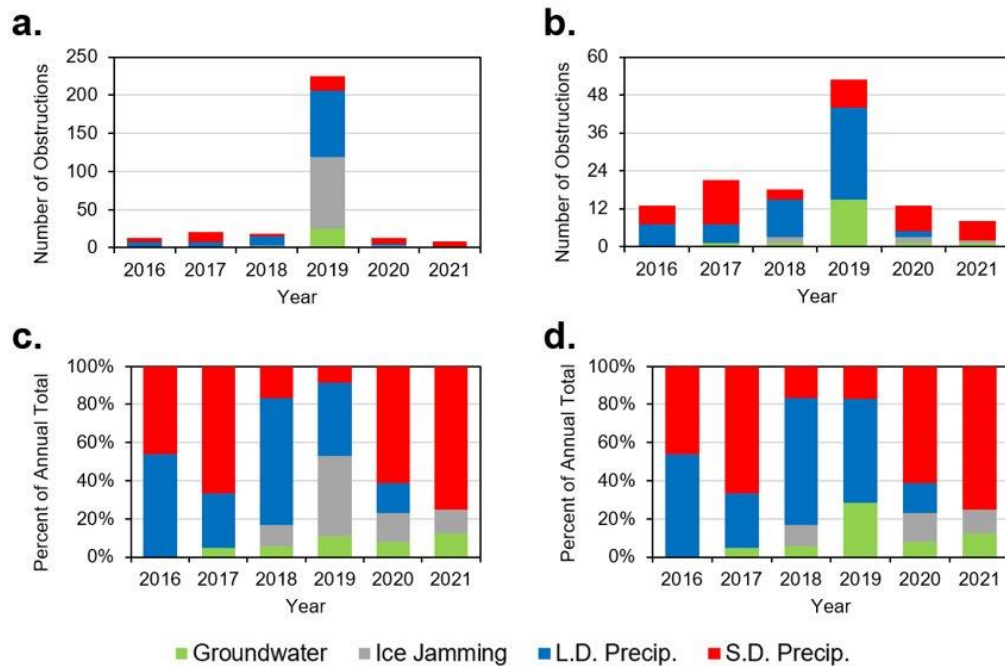 a.
Number of Obstructions
250
200
150
100
50
0
2016 2017 2018 2019 2020 2021
Year
b.
Number of Obstructions
60
48
36
24
12
0
2016 2017 2018 2019 2020 2021
Year
c.
Percent of Annual Total
100%
80%
60%
40%
20%
0%
2016 2017 2018 2019 2020 2021
Year
d.
Percent of Annual Total
100%
80%
60%
40%
20%
0%
2016 2017 2018 2019 2020 2021
Year
Groundwater Ice Jamming L.D. Precip. S.D. Precip.